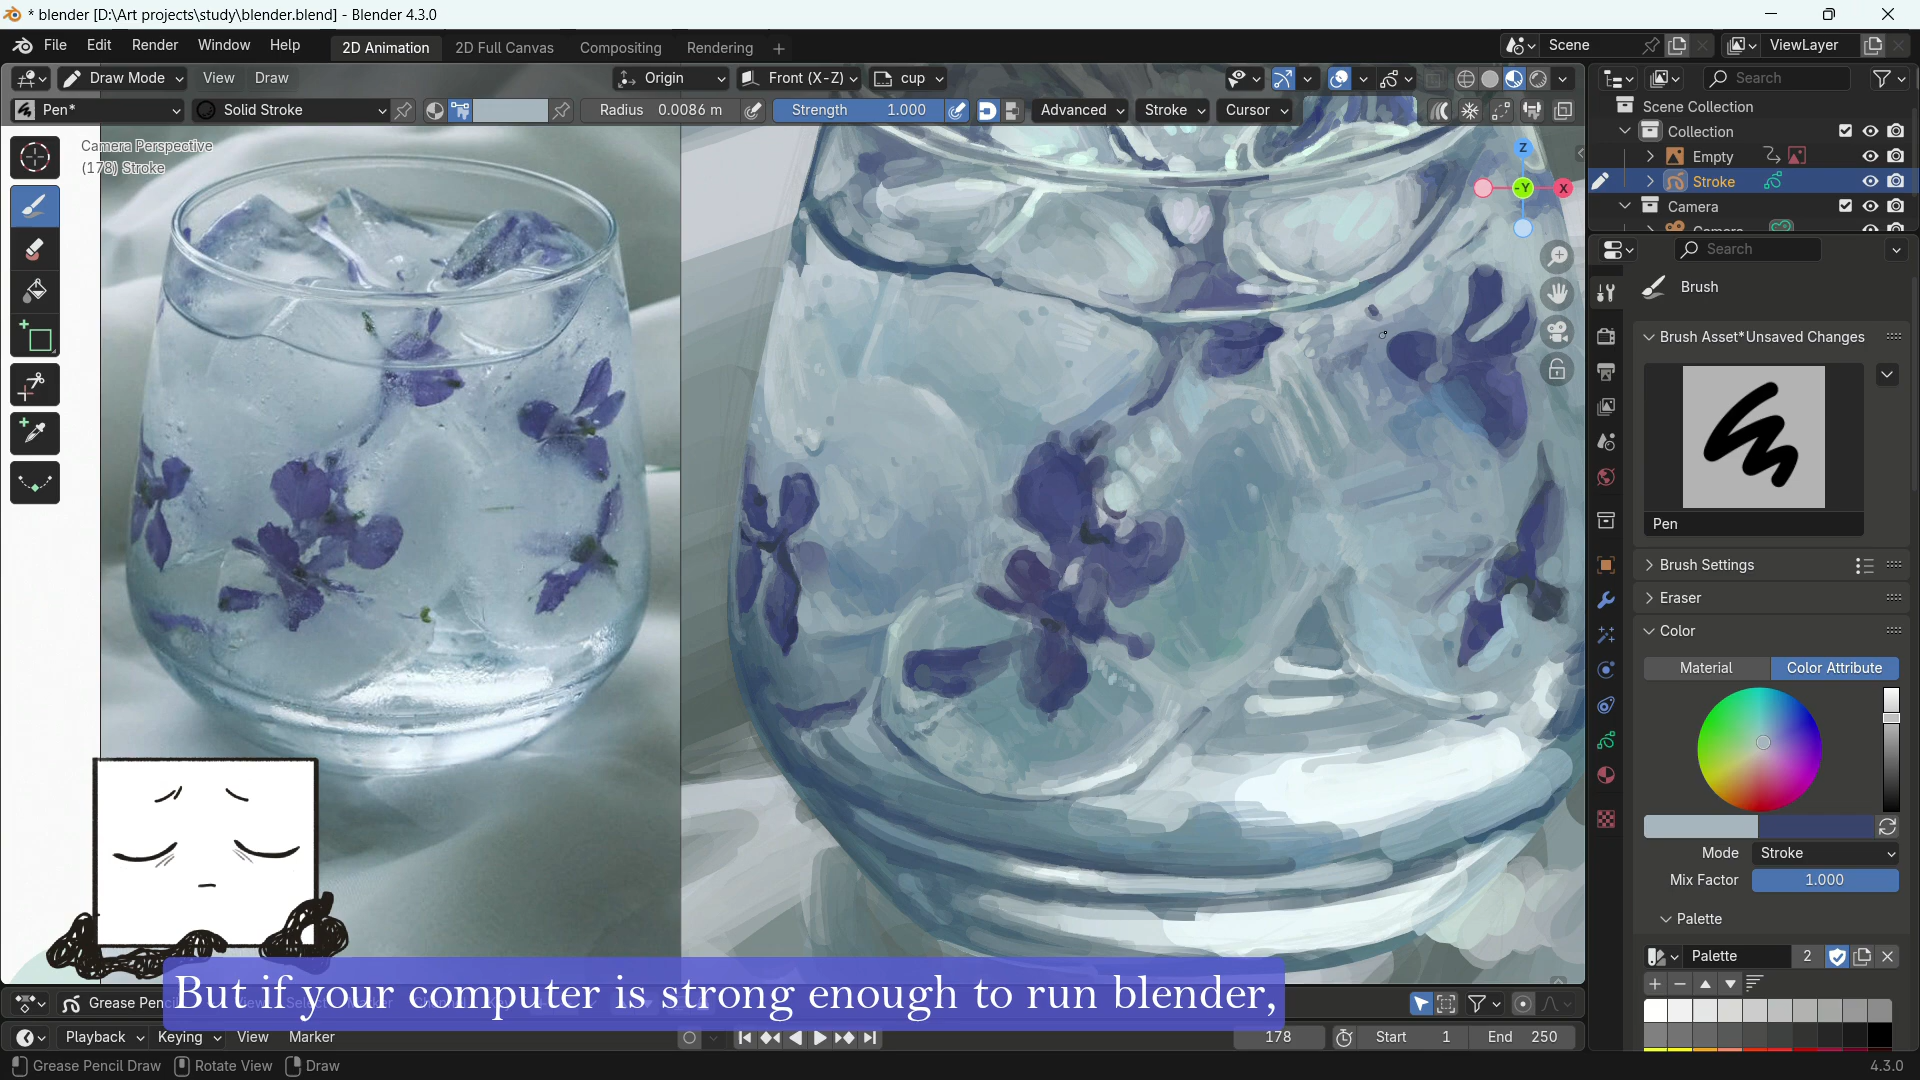 * blender [D:\Art projects\study\blender.blend] - Blender 4.3.0
File Edit Render Window Help 2D Animation 2D Full Canvas Compositing Rendering + Scene ViewLayer
Draw Mode View Draw Origin Front (X-Z) cup Search
Pen* Solid Stroke Radius 0.0086 m Strength 1.000 Advanced Stroke Cursor
Scene Collection
Collection
Empty
Stroke
Camera
Camera
Camera Perspective
(178) Stroke
Z
-Y X
Search
Brush
Brush Asset*Unsaved Changes
Pen
Brush Settings
Eraser
Color
Material Color Attribute
Mode Stroke
Mix Factor 1.000
Palette
Palette 2
But if your computer is strong enough to run blender,
Grease Penc
Playback Keying View Marker 178 Start 1 End 250
Grease Pencil Draw Rotate View Draw 4.3.0